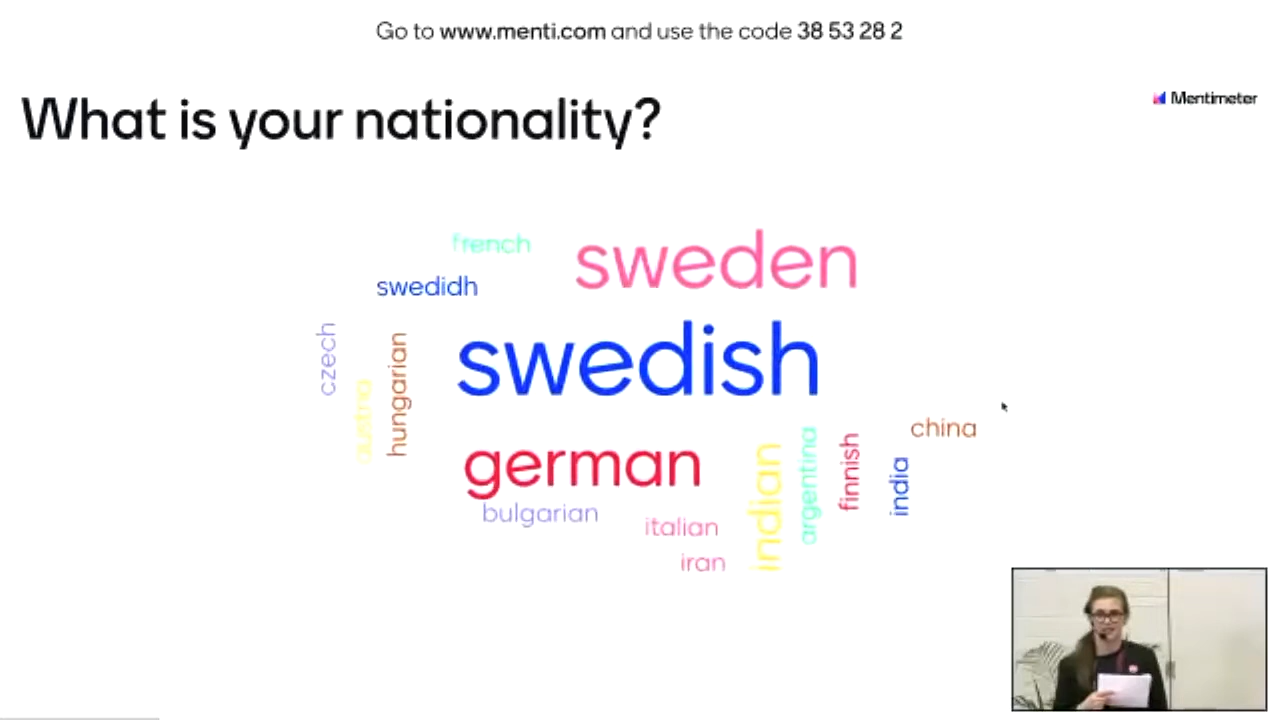 Go to www.menti.com and use the code 38 53 28 2
What is your nationality?
Mentimeter
french
sweden
swedidh
swedish
czech
austria
hungarian
german
bulgarian
italian
iran
indian
argentina
finnish
india
china